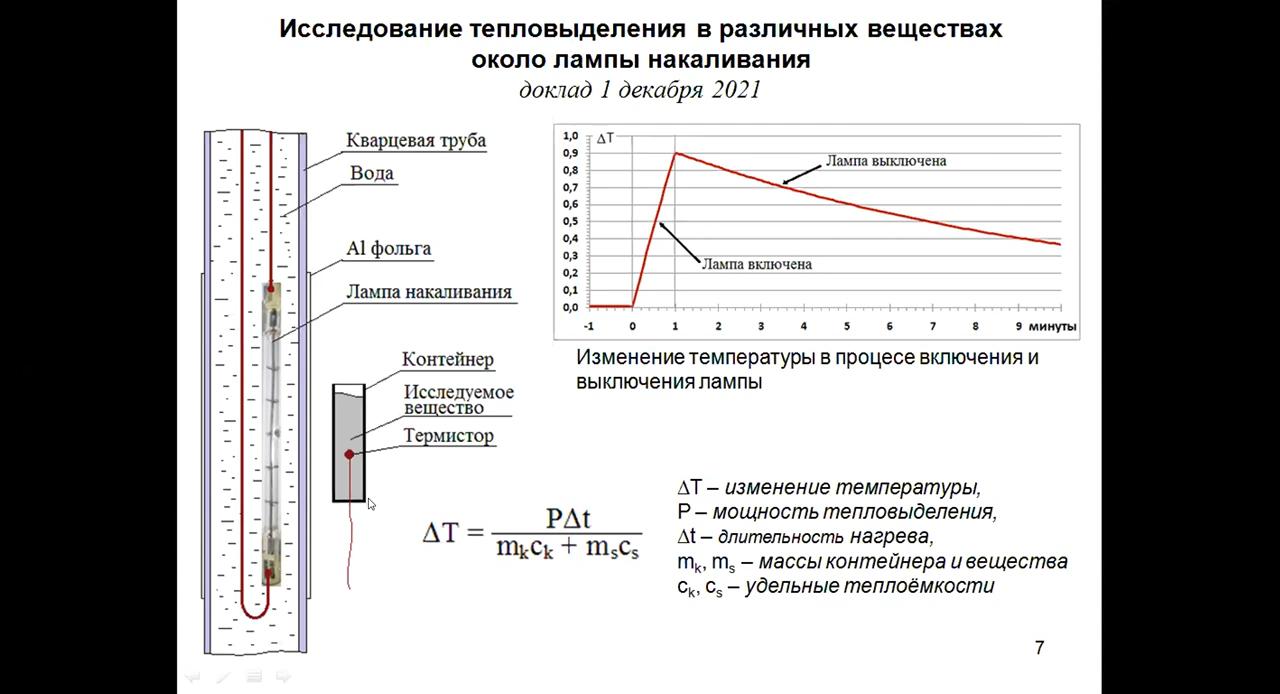 Исследование тепловыделения в различных веществах
около лампы накаливания
доклад 1 декабря 2021
Кварцевая труба
Вода
Al фольга
Лампа накаливания
Контейнер
Исследуемое
вещество
Термистор
1,0
0,9
0,8
0,7
0,6
0,5
0,4
0,3
0,2
0,1
0,0
ΔT
Лампа выключена
Лампа включена
-1 0 1 2 3 4 5 6 7 8 9 минуты
Изменение температуры в процесе включения и
выключения лампы
ΔT = PΔt / (mkck + mscs)
ΔT – изменение температуры,
P – мощность тепловыделения,
Δt – длительность нагрева,
mk, ms – массы контейнера и вещества
ck, cs – удельные теплоёмкости
7